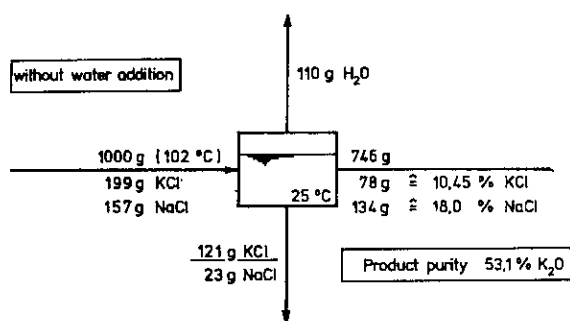 without water addition
110 g H₂O
1000 g (102 °C)
199 g KCl
157 g NaCl
746 g
78 g ≙ 10,45 % KCl
134 g ≙ 18,0 % NaCl
25 °C
121 g KCl
23 g NaCl
Product purity 53,1 % K₂O